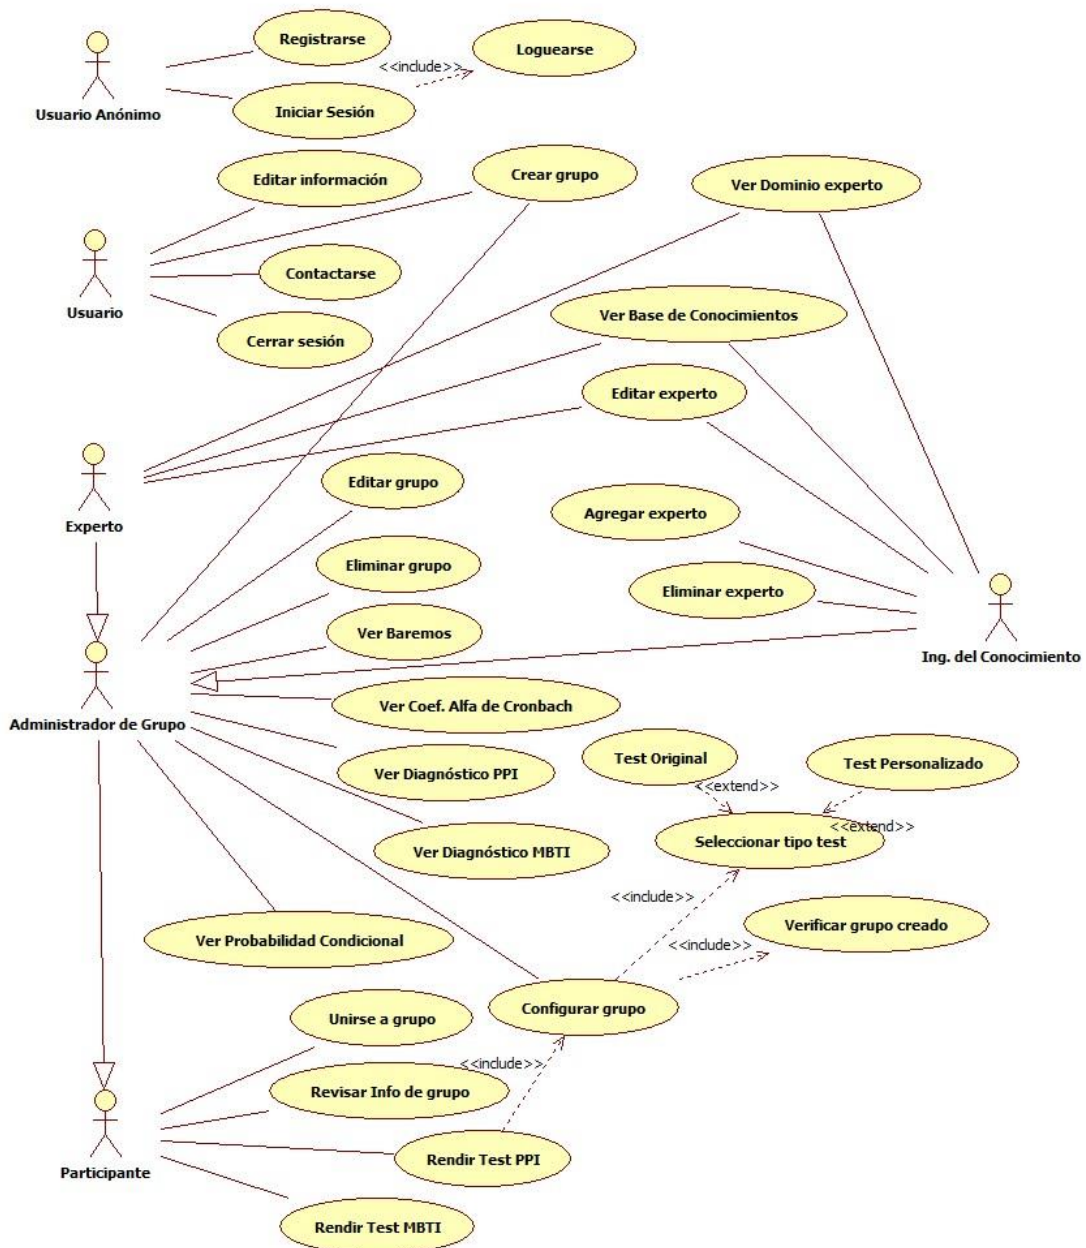 Registrarse
<<include>>
Loguearse
Usuario Anónimo
Iniciar Sesión
Editar información
Crear grupo
Ver Dominio experto
Contactarse
Usuario
Ver Base de Conocimientos
Cerrar sesión
Editar experto
Editar grupo
Agregar experto
Experto
Eliminar grupo
Eliminar experto
Ver Baremos
Ing. del Conocimiento
Ver Coef. Alfa de Cronbach
Administrador de Grupo
Test Original
Test Personalizado
Ver Diagnóstico PPI
<<extend>>
<<extend>>
Seleccionar tipo test
Ver Diagnóstico MBTI
<<include>>
Verificar grupo creado
Ver Probabilidad Condicional
<<include>>
Configurar grupo
Unirse a grupo
<<include>>
Revisar Info de grupo
Rendir Test PPI
Participante
Rendir Test MBTI